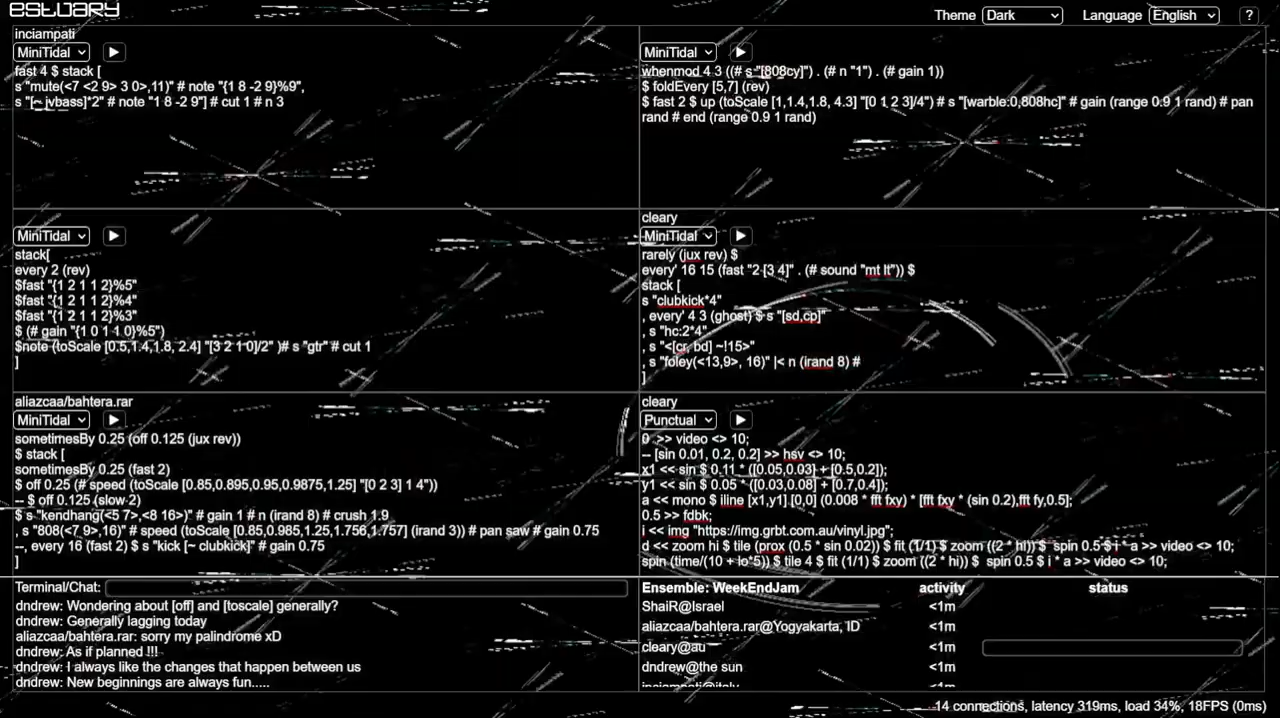 estuary
Theme Dark Language English ?
inciampati
MiniTidal
fast 4 $ stack [
s "mute(<7 <2 9> 3 0>,11)" # note "{1 8 -2 9}%9",
s "[~ jvbass]*2" # note "1 8 -2 9"] # cut 1 # n 3
MiniTidal
whenmod 4 3 ((# s "[808cy]") . (# n "1") . (# gain 1))
$ foldEvery [5,7] (rev)
$ fast 2 $ up (toScale [1,1.4,1.8, 4.3] "[0 1 2 3]/4") # s "[warble:0,808hc]" # gain (range 0.9 1 rand) # pan
rand # end (range 0.9 1 rand)
MiniTidal
stack[
every 2 (rev)
$fast "{1 2 1 1 2}%5"
$fast "{1 2 1 1 2}%4"
$fast "{1 2 1 1 2}%3"
$ (# gain "{1 0 1 1 0}%5")
$note (toScale [0.5,1.4,1.8, 2.4] "[3 2 1 0]/2" )# s "gtr" # cut 1
]
cleary
MiniTidal
rarely (jux rev) $
every' 16 15 (fast "2 [3 4]" . (# sound "mt lt")) $
stack [
s "clubkick*4"
, every' 4 3 (ghost) $ s "[sd,cp]"
, s "hc:2*4"
, s "<[cr, bd] ~!15>"
, s "foley(<13,9>, 16)" |< n (irand 8) #
]
aliazcaa/bahtera.rar
MiniTidal
sometimesBy 0.25 (off 0.125 (jux rev))
$ stack [
sometimesBy 0.25 (fast 2)
$ off 0.25 (# speed (toScale [0.85,0.895,0.95,0.9875,1.25] "[0 2 3] 1 4"))
-- $ off 0.125 (slow 2)
$ s "kendhang(<5 7>,<8 16>)" # gain 1 # n (irand 8) # crush 1.9
, s "808(<7 9>,16)" # speed (toScale [0.85,0.985,1.25,1.756,1.757] (irand 3)) # pan saw # gain 0.75
--, every 16 (fast 2) $ s "kick [~ clubkick]" # gain 0.75
]
cleary
Punctual
0 >> video <> 10;
-- [sin 0.01, 0.2, 0.2] >> hsv <> 10;
x1 << sin $ 0.11 * ([0.05,0.03] + [0.5,0.2]);
y1 << sin $ 0.05 * ([0.03,0.08] + [0.7,0.4]);
a << mono $ iline [x1,y1] [0,0] (0.008 * fft fxy) * [fft fxy * (sin 0.2),fft fy,0.5];
0.5 >> fdbk;
i << img "https://img.grbt.com.au/vinyl.jpg";
d << zoom hi $ tile (prox (0.5 * sin 0.02)) $ fit (1/1) $ zoom ((2 * hi)) $ spin 0.5 $ i * a >> video <> 10;
spin (time/(10 + lo*5)) $ tile 4 $ fit (1/1) $ zoom ((2 * hi)) $ spin 0.5 $ i * a >> video <> 10;
Terminal/Chat:
dndrew: Wondering about [off] and [toscale] generally?
dndrew: Generally lagging today
aliazcaa/bahtera.rar: sorry my palindrome xD
dndrew: As if planned !!!
dndrew: I always like the changes that happen between us
dndrew: New beginnings are always fun.....
Ensemble: WeekEndJam activity status
ShaiR@Israel <1m
aliazcaa/bahtera.rar@Yogyakarta, ID <1m
cleary@au <1m
dndrew@the sun <1m
inciampati@italy <1m
14 connections, latency 319ms, load 34%, 18FPS (0ms)